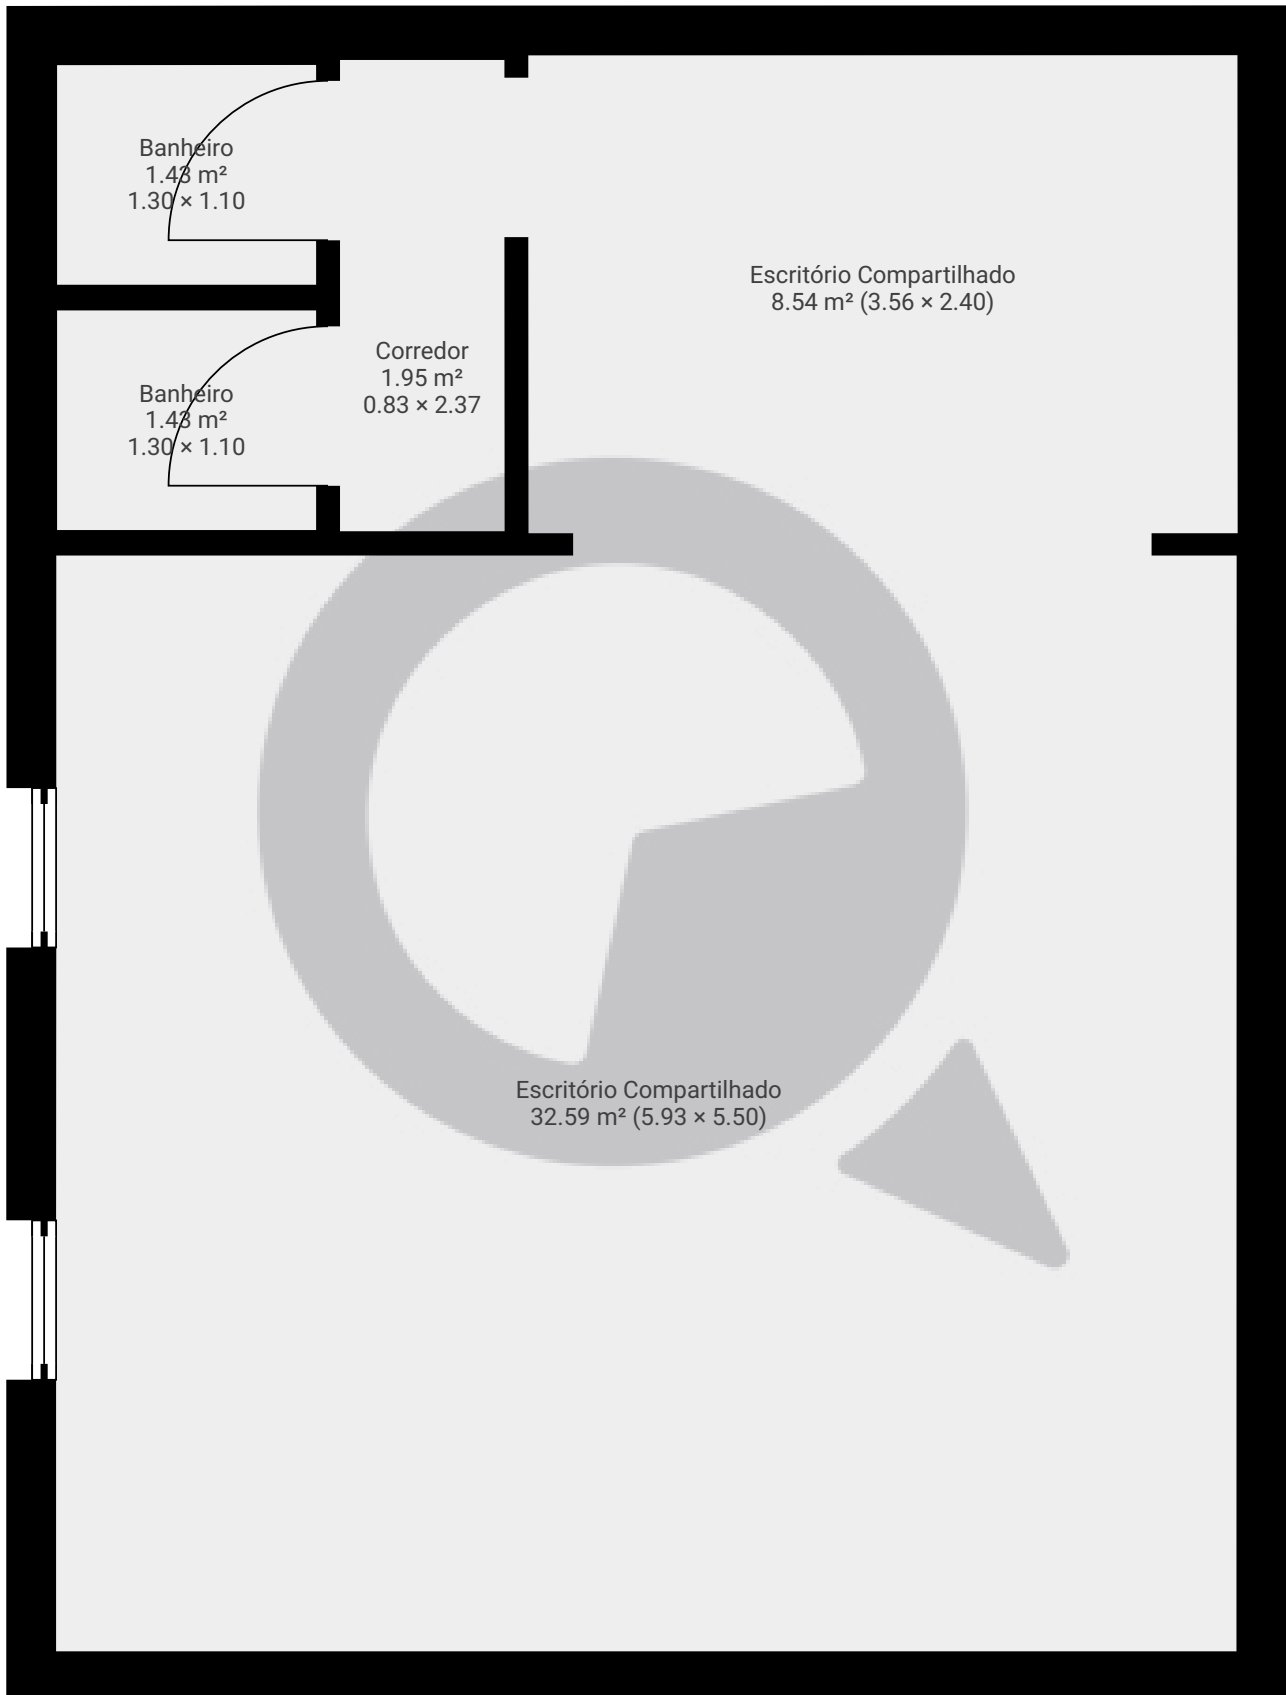 Banheiro
1.43 m²
1.30 × 1.10
Escritório Compartilhado
8.54 m² (3.56 × 2.40)
Corredor
1.95 m²
0.83 × 2.37
Banheiro
1.43 m²
1.30 × 1.10
Escritório Compartilhado
32.59 m² (5.93 × 5.50)